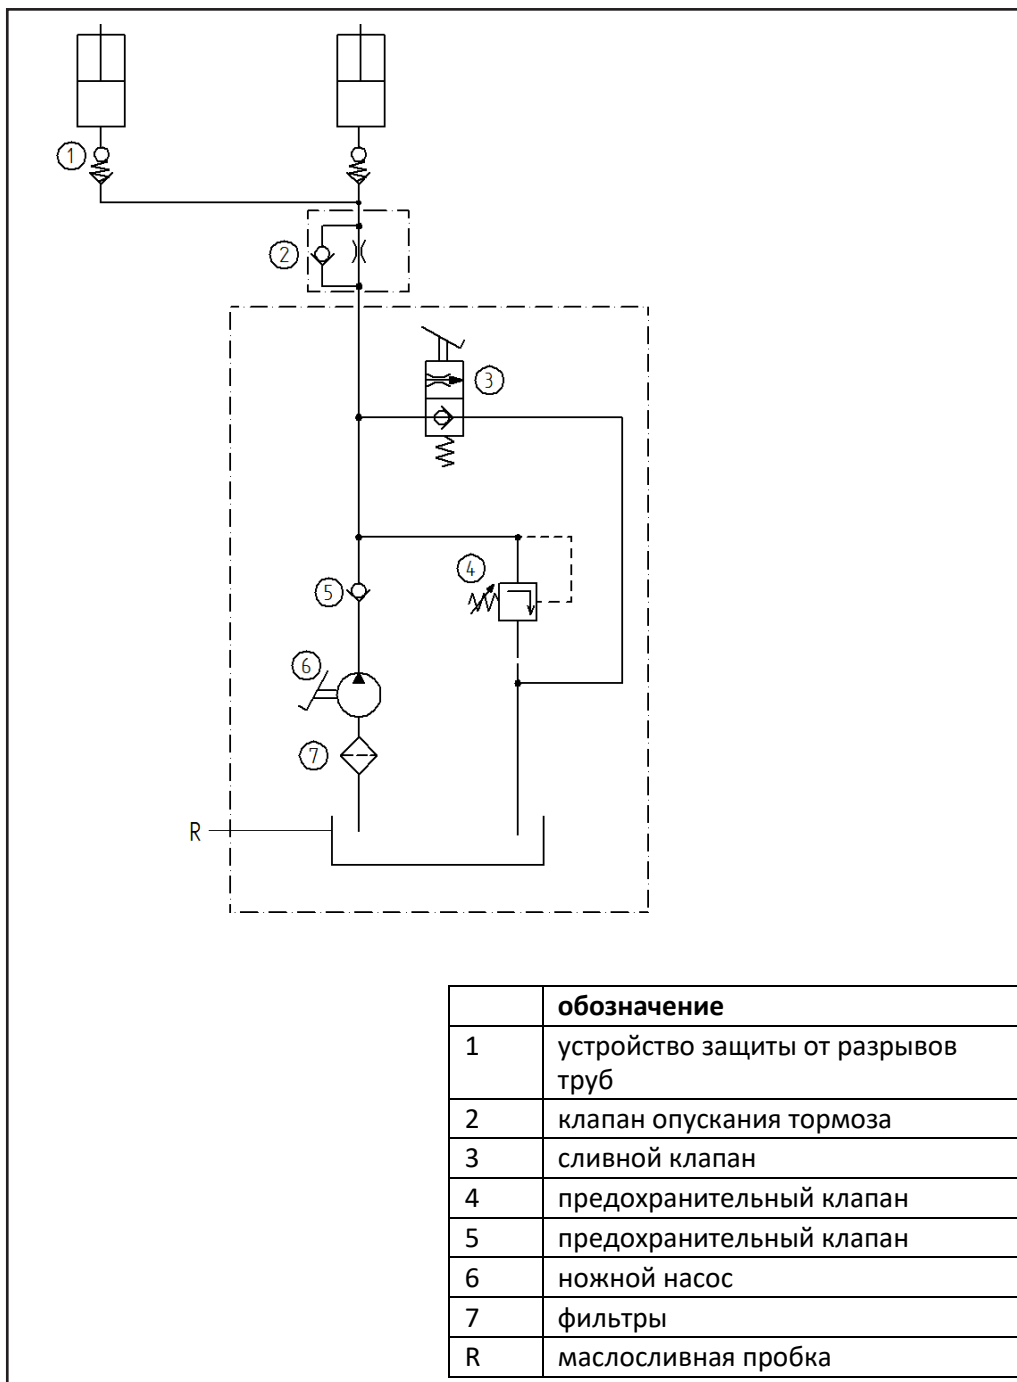 1
2
3
4
5
6
7
R
обозначение
1 устройство защиты от разрывов
труб
2 клапан опускания тормоза
3 сливной клапан
4 предохранительный клапан
5 предохранительный клапан
6 ножной насос
7 фильтры
R маслосливная пробка